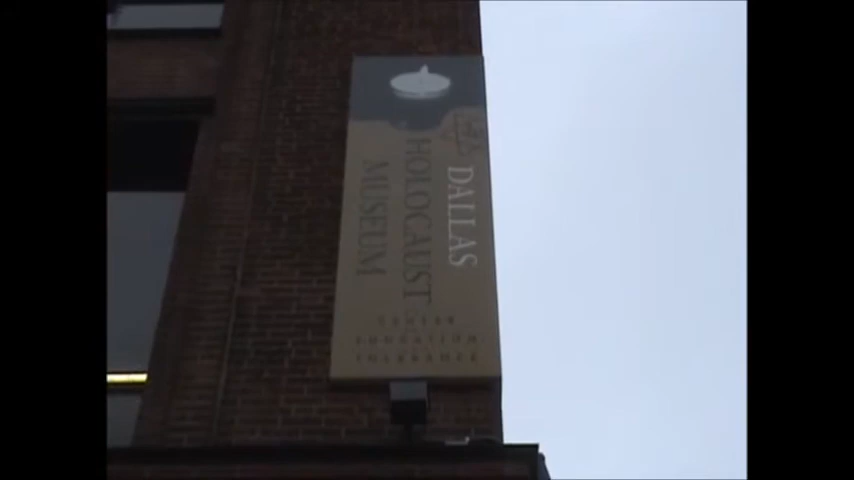 DALLAS
HOLOCAUST
MUSEUM
CENTER
EDUCATION
TOLERANCE